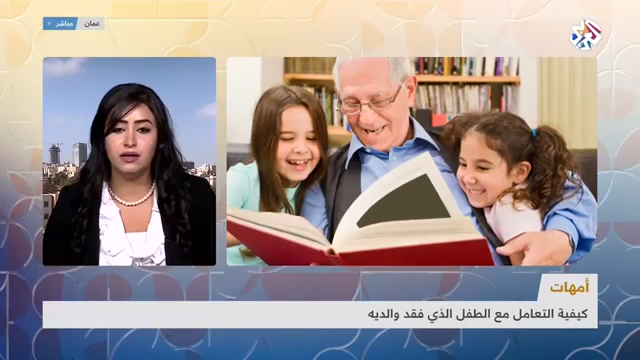 عمان مباشر
أمهات
كيفية التعامل مع الطفل الذي فقد والديه